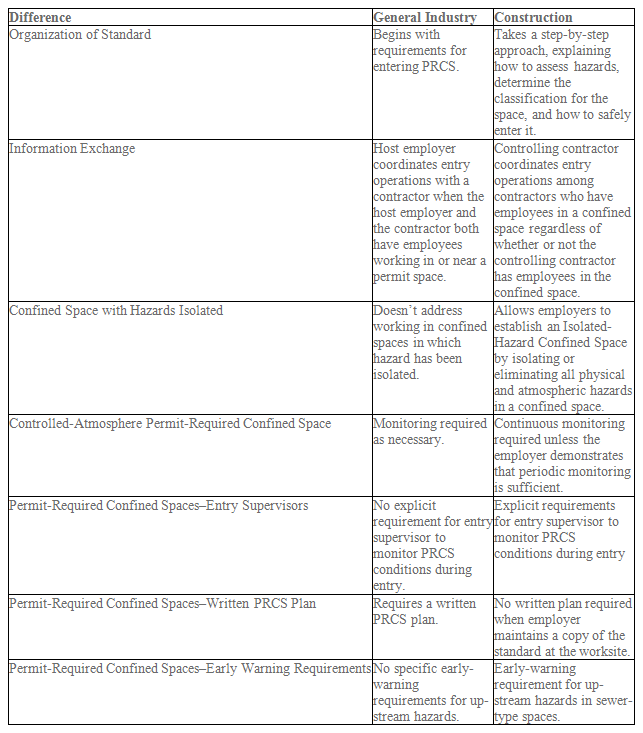 Difference General Industry Construction
Organization of Standard
Begins with
requirements for
entering PRCS.
Takes a step-by-step
approach, explaining
how to assess hazards,
determine the
classification for the
space, and how to safely
enter it.
Information Exchange
Host employer
coordinates entry
operations with a
contractor when the
host employer and
the contractor both
have employees
working in or near a
permit space.
Controlling contractor
coordinates entry
operations among
contractors who have
employees in a confined
space regardless of
whether or not the
controlling contractor
has employees in the
confined space.
Confined Space with Hazards Isolated
Doesn’t address
working in confined
spaces in which
hazard has been
isolated.
Allows employers to
establish an Isolated-
Hazard Confined Space
by isolating or
eliminating all physical
and atmospheric hazards
in a confined space.
Controlled-Atmosphere Permit-Required Confined Space
Monitoring required
as necessary.
Continuous monitoring
required unless the
employer demonstrates
that periodic monitoring
is sufficient.
Permit-Required Confined Spaces–Entry Supervisors
No explicit
requirement for entry
supervisor to
monitor PRCS
conditions during
entry.
Explicit requirements
for entry supervisor to
monitor PRCS
conditions during entry
Permit-Required Confined Spaces–Written PRCS Plan
Requires a written
PRCS plan.
No written plan required
when employer
maintains a copy of the
standard at the worksite.
Permit-Required Confined Spaces–Early Warning Requirements
No specific early-
warning
requirements for up-
stream hazards.
Early-warning
requirement for up-
stream hazards in sewer-
type spaces.